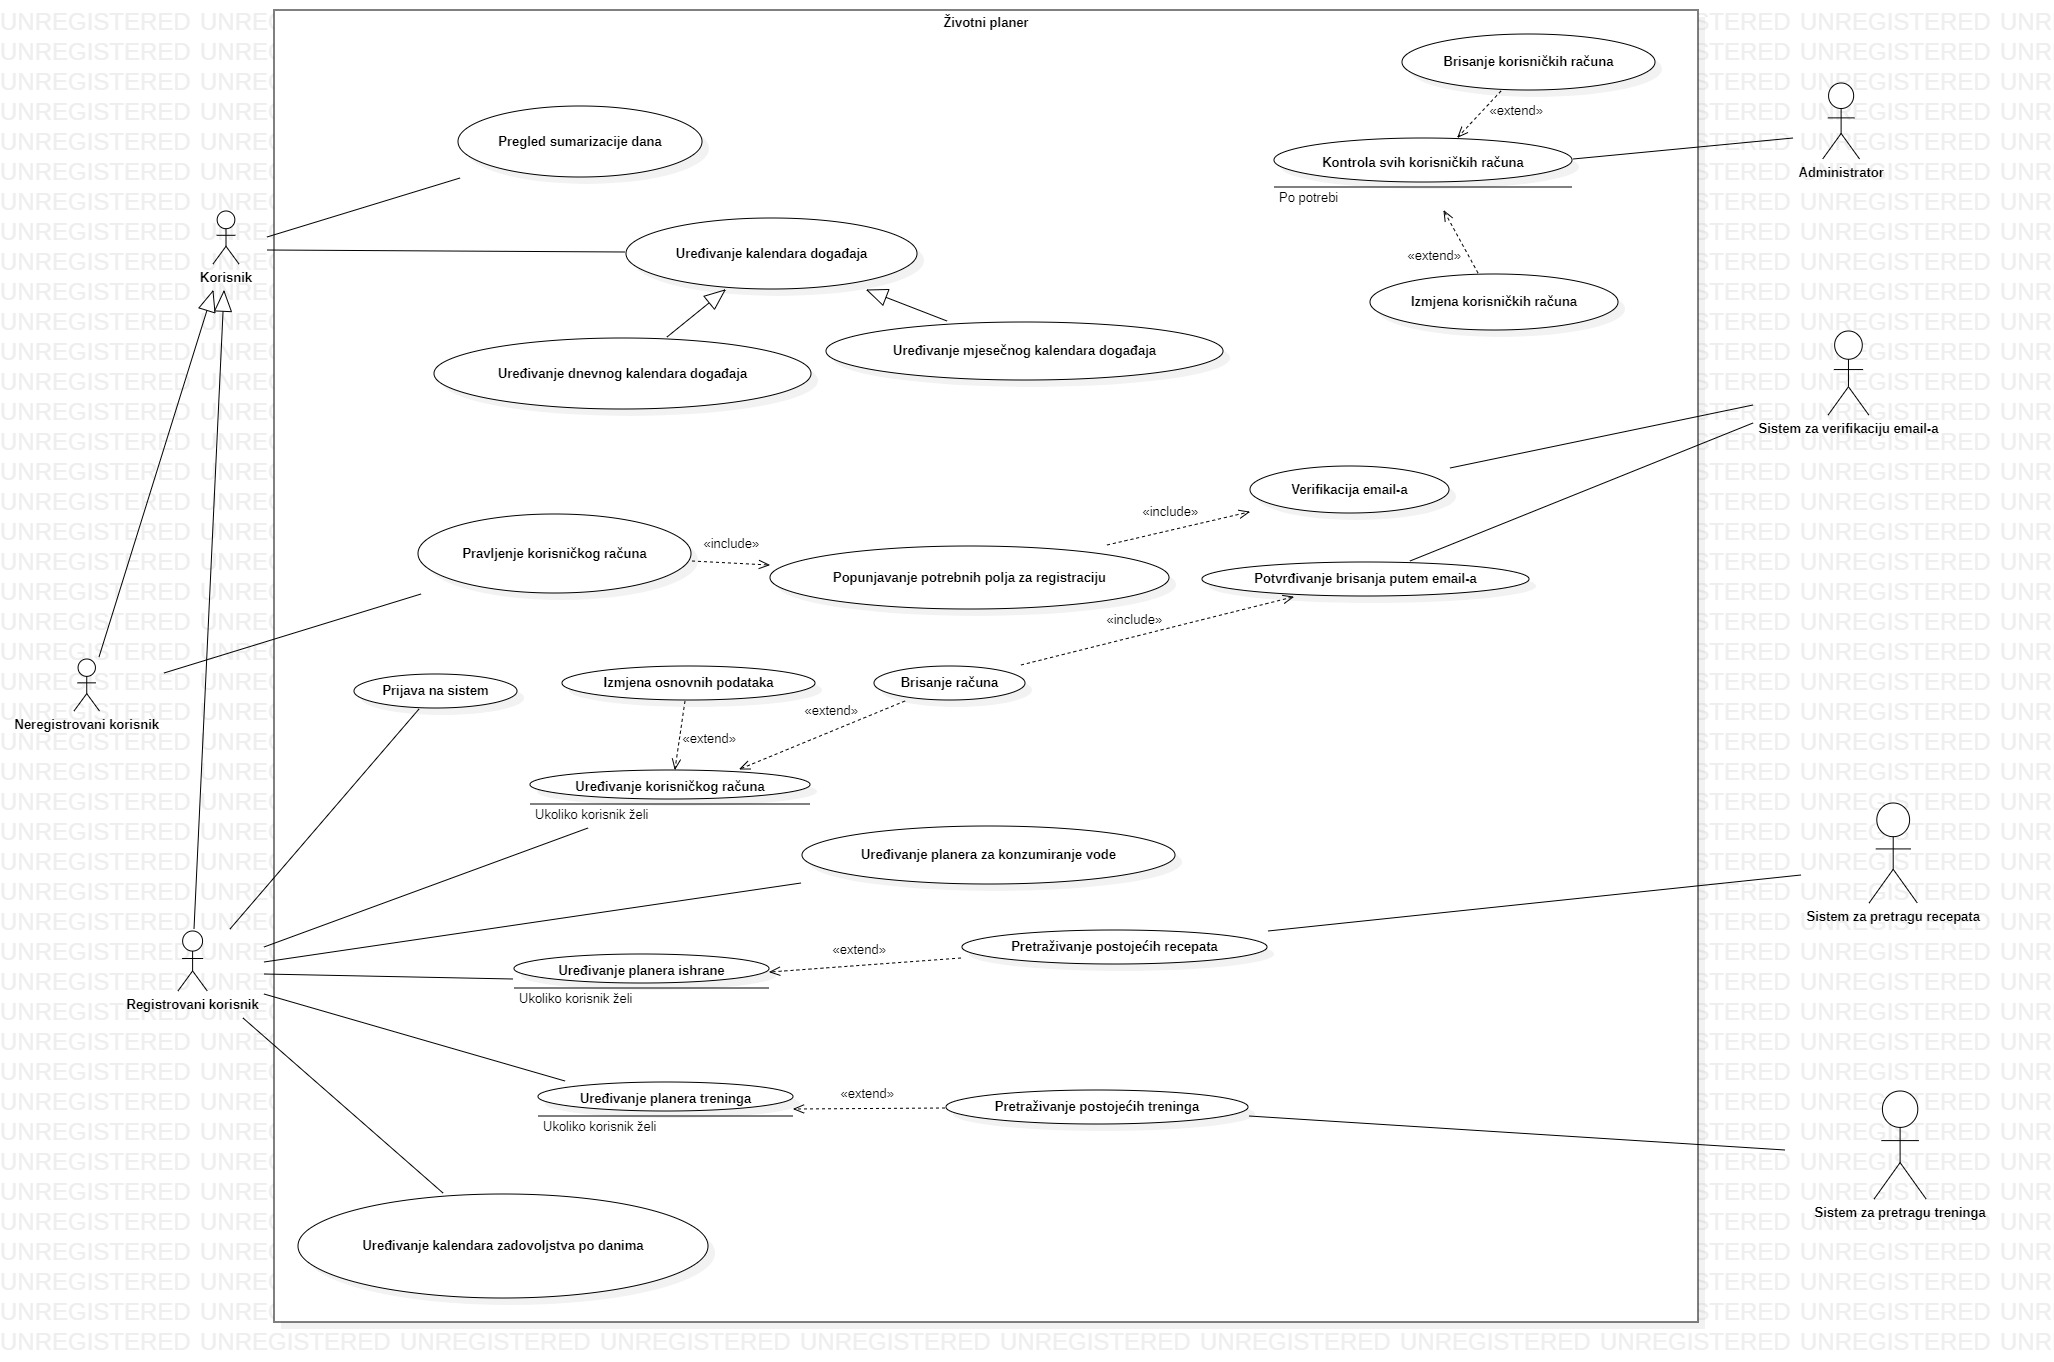 Životni planer
Brisanje korisničkih računa
«extend»
Kontrola svih korisničkih računa
Po potrebi
Administrator
Pregled sumarizacije dana
Korisnik
Uređivanje kalendara događaja
«extend»
Izmjena korisničkih računa
Uređivanje dnevnog kalendara događaja
Uređivanje mjesečnog kalendara događaja
Sistem za verifikaciju email-a
Verifikacija email-a
«include»
Pravljenje korisničkog računa
«include»
Popunjavanje potrebnih polja za registraciju
Potvrđivanje brisanja putem email-a
«include»
Neregistrovani korisnik
Prijava na sistem
Izmjena osnovnih podataka
Brisanje računa
«extend»
«extend»
Uređivanje korisničkog računa
Ukoliko korisnik želi
Uređivanje planera za konzumiranje vode
Sistem za pretragu recepata
Pretraživanje postojećih recepata
«extend»
Uređivanje planera ishrane
Ukoliko korisnik želi
Registrovani korisnik
«extend»
Uređivanje planera treninga
Ukoliko korisnik želi
Pretraživanje postojećih treninga
Sistem za pretragu treninga
Uređivanje kalendara zadovoljstva po danima
UNREGISTERED UNREGISTERED UNREGISTERED UNREGISTERED UNREGISTERED UNREGISTERED UNREGISTERED UNREGISTERED UNREGISTERED UNREGISTERED UNR